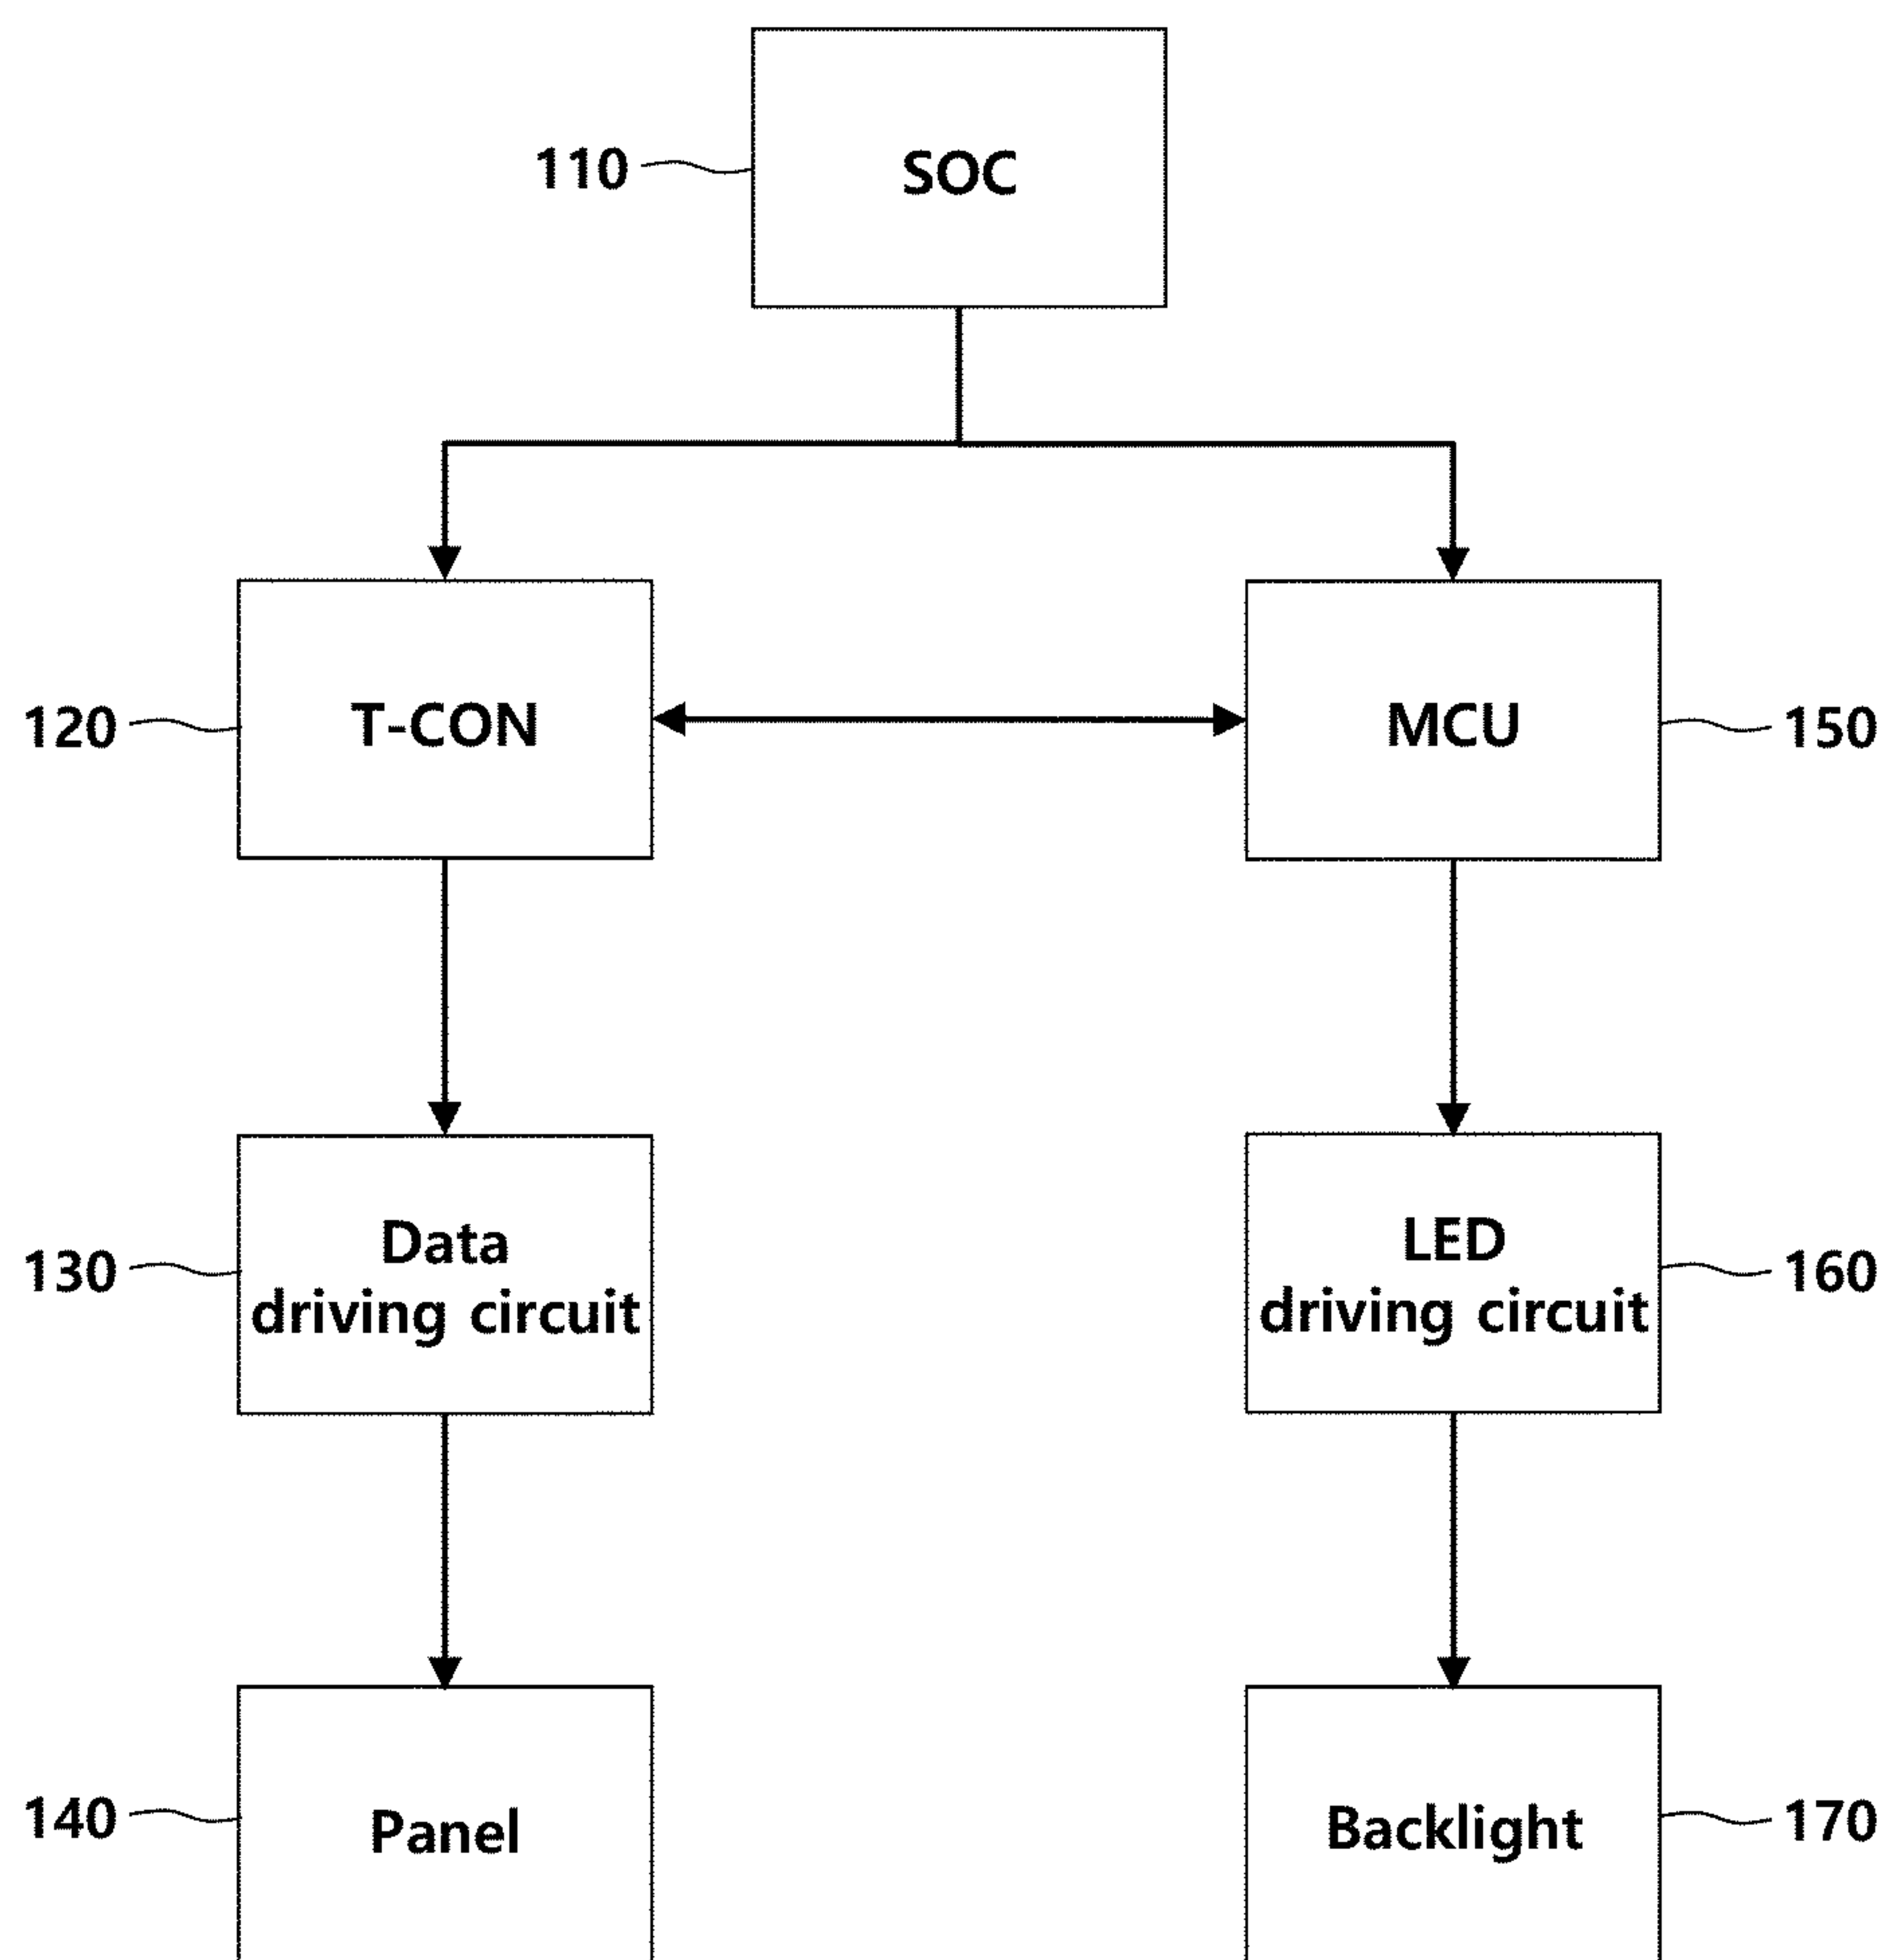 110
SOC
120
T-CON
MCU
150
130
Data
driving circuit
LED
driving circuit
160
140
Panel
Backlight
170